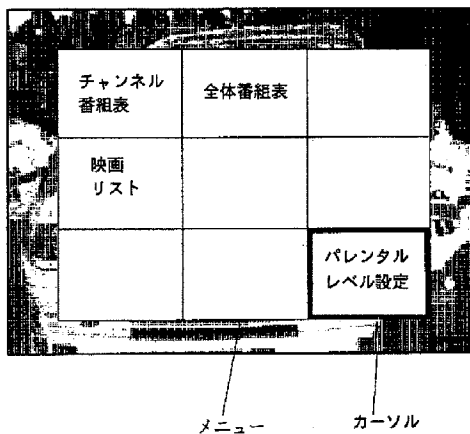 チャンネル
番組表
全体番組表
映画
リスト
パレンタル
レベル設定
メニュー
カーソル